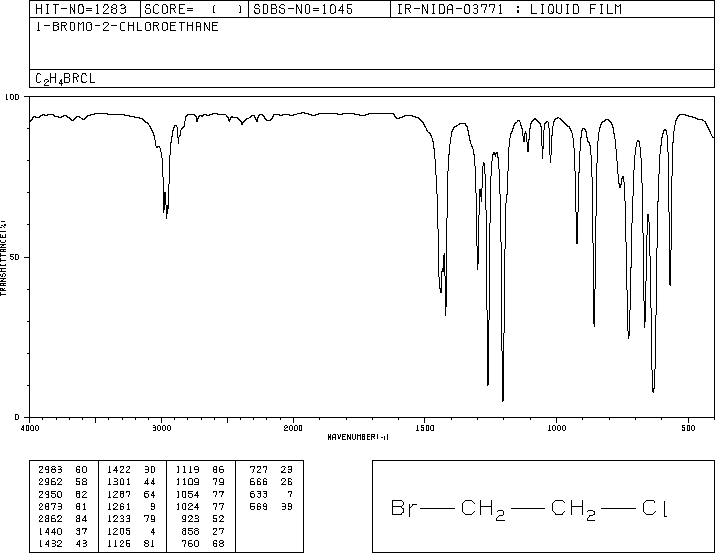 HIT-NO=1283 SCORE= ( ) SDBS-NO=1045 IR-NIDA-03771 : LIQUID FILM
1-BROMO-2-CHLOROETHANE
C2H4BRCL
100
50
0
TRANSMITTANCE(%)
4000 3000 2000 1500 1000 500
WAVENUMBER(-1)
2983 60 1422 30 1119 86 727 23
2962 58 1301 44 1109 79 666 26
2950 82 1287 64 1054 77 633 7
2873 81 1261 9 1024 77 569 39
2862 84 1233 79 923 52
1440 37 1205 4 858 27
1432 43 1126 81 760 68
Br—CH2—CH2—Cl